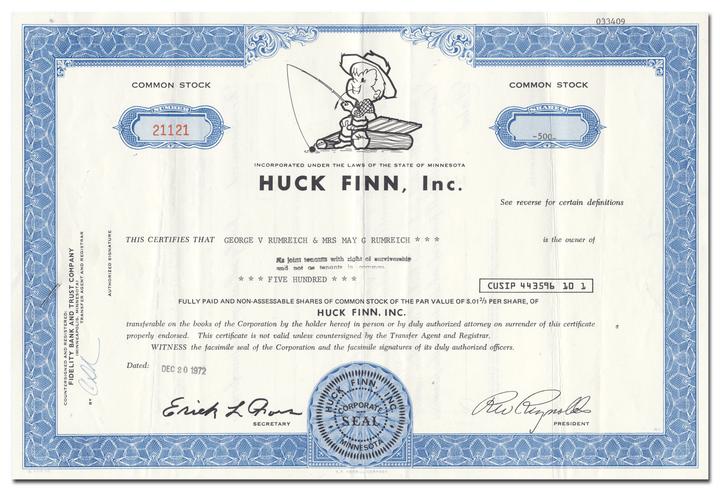 033409
COMMON STOCK
COMMON STOCK
NUMBER
SHARES
21121
-500-
INCORPORATED UNDER THE LAWS OF THE STATE OF MINNESOTA
HUCK FINN, Inc.
See reverse for certain definitions
THIS CERTIFIES THAT GEORGE V RUMREICH & MRS MAY G RUMREICH * * *
is the owner of
As joint tenants with right of survivorship
and not as tenants in common.
* * * FIVE HUNDRED * * *
CUSIP 443596 10 1
FULLY PAID AND NON-ASSESSABLE SHARES OF COMMON STOCK OF THE PAR VALUE OF $.01 2/3 PER SHARE, OF
HUCK FINN, INC.
transferable on the books of the Corporation by the holder hereof in person or by duly authorized attorney on surrender of this certificate
properly endorsed. This certificate is not valid unless countersigned by the Transfer Agent and Registrar.
WITNESS the facsimile seal of the Corporation and the facsimile signatures of its duly authorized officers.
Dated: DEC 20 1972
SECRETARY
PRESIDENT
HUCK FINN, INC.
CORPORATE
SEAL
MINNESOTA
COUNTERSIGNED AND REGISTERED:
FIDELITY BANK AND TRUST COMPANY
(MINNEAPOLIS, MINNESOTA)
TRANSFER AGENT AND REGISTRAR
BY
AUTHORIZED SIGNATURE